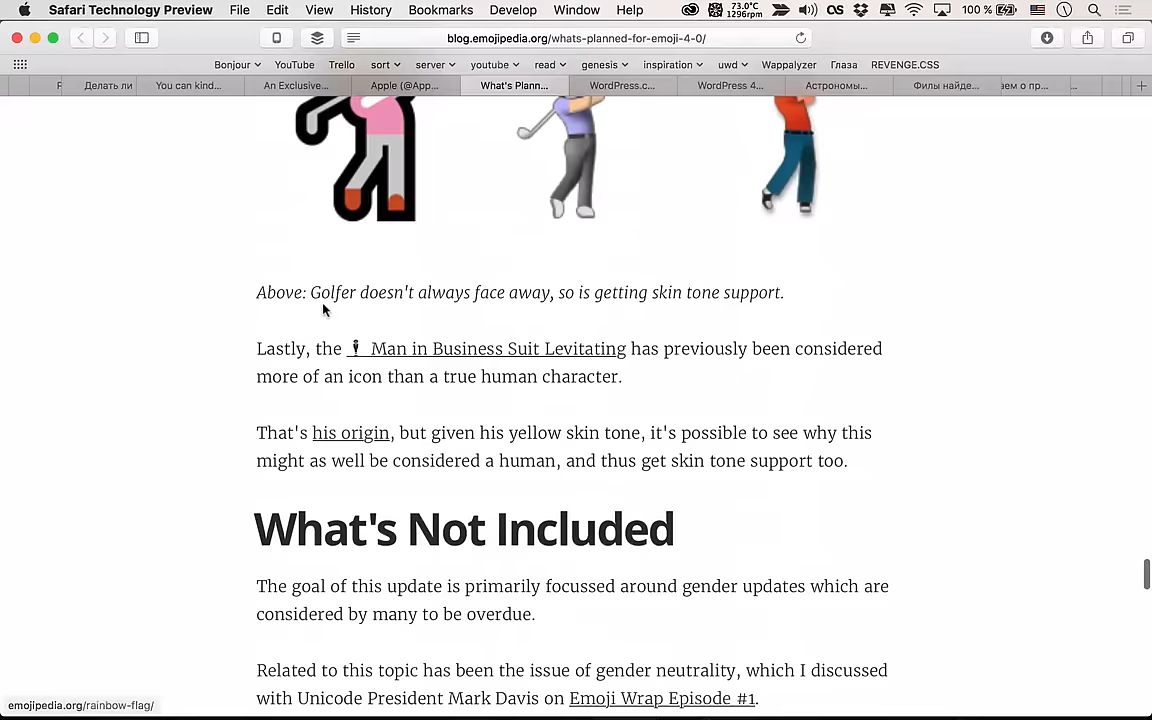 Safari Technology Preview File Edit View History Bookmarks Develop Window Help 73.0°C 1296rpm 100 %
blog.emojipedia.org/whats-planned-for-emoji-4-0/
Bonjour YouTube Trello sort server youtube read genesis inspiration uwd Wappalyzer Глаза REVENGE.CSS
Делать ли You can kind... An Exclusive... Apple (@App... What's Plann... WordPress.c... WordPress 4... Астрономы... Филы найде... ...
Above: Golfer doesn't always face away, so is getting skin tone support.
Lastly, the Man in Business Suit Levitating has previously been considered
more of an icon than a true human character.
That's his origin, but given his yellow skin tone, it's possible to see why this
might as well be considered a human, and thus get skin tone support too.
What's Not Included
The goal of this update is primarily focussed around gender updates which are
considered by many to be overdue.
Related to this topic has been the issue of gender neutrality, which I discussed
with Unicode President Mark Davis on Emoji Wrap Episode #1.
emojipedia.org/rainbow-flag/